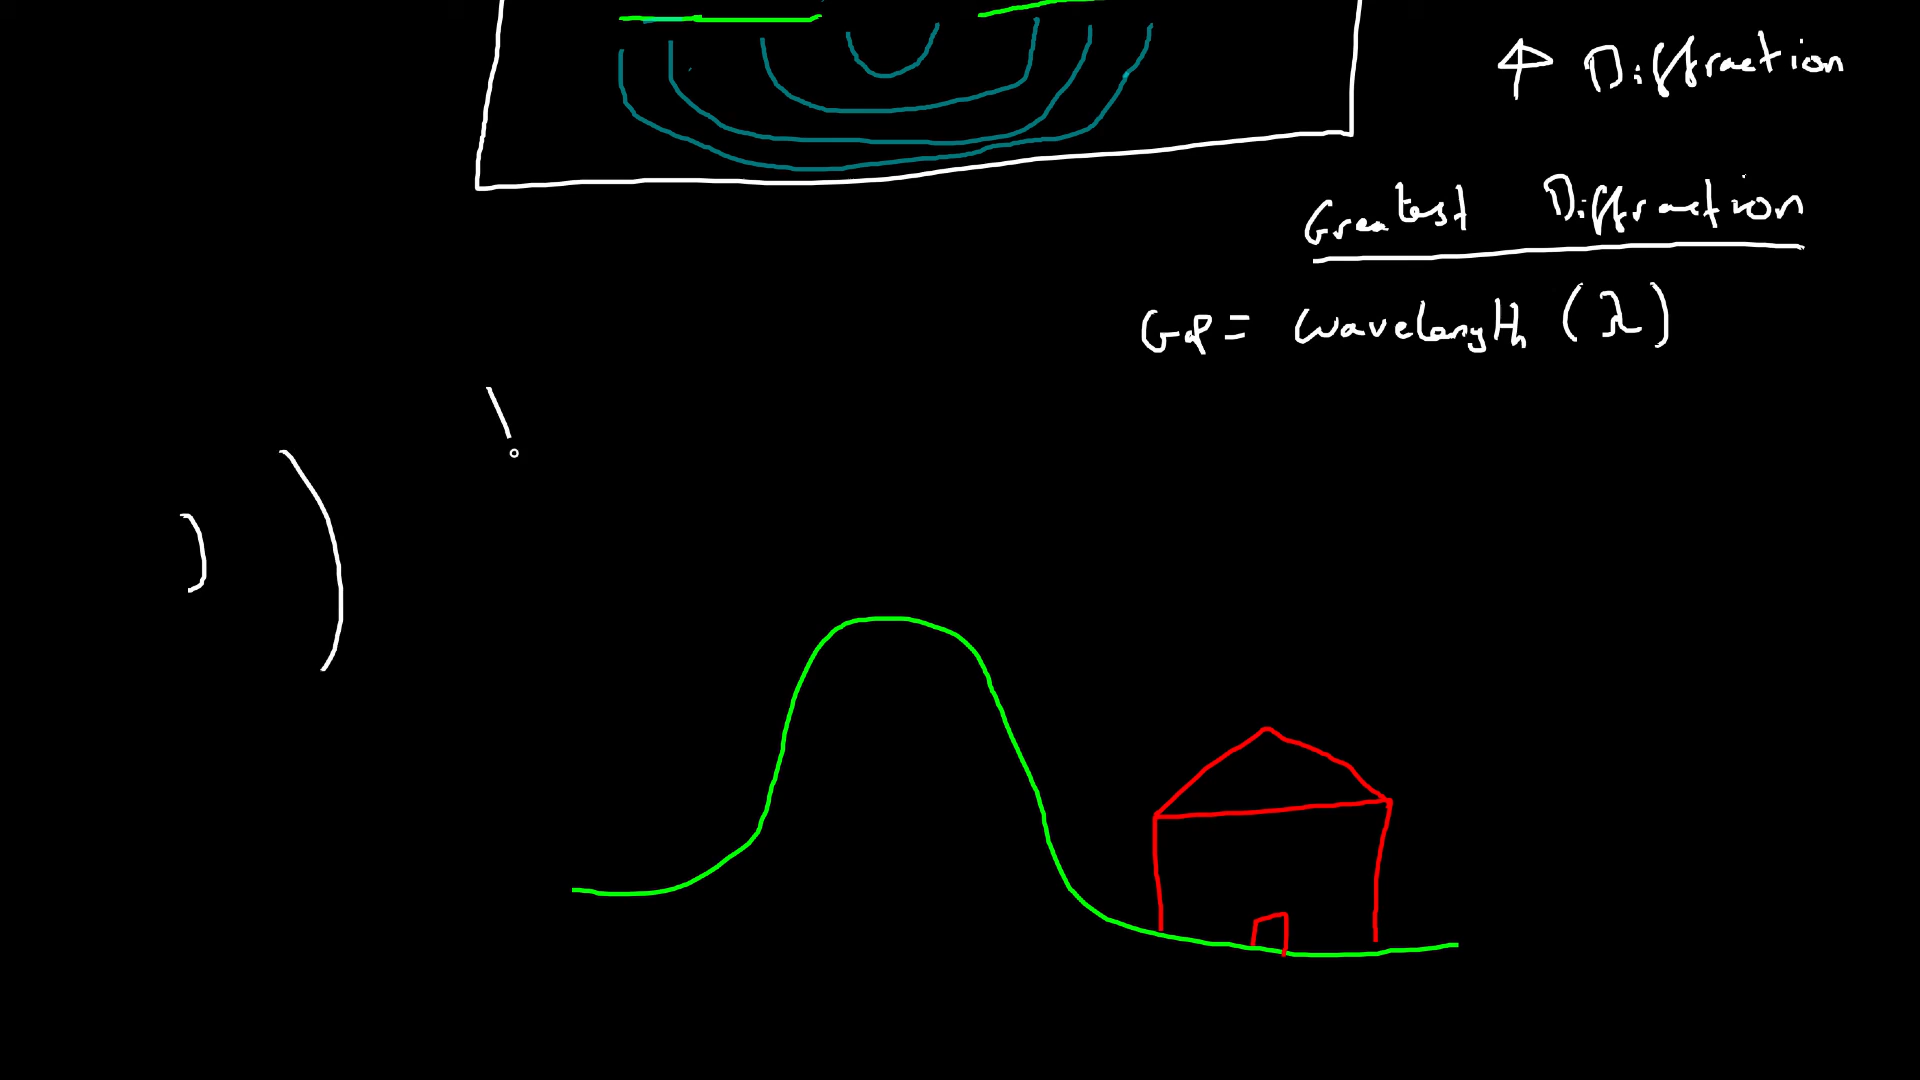 ↑ Diffraction
Greatest Diffraction
Gap = wavelength (λ)